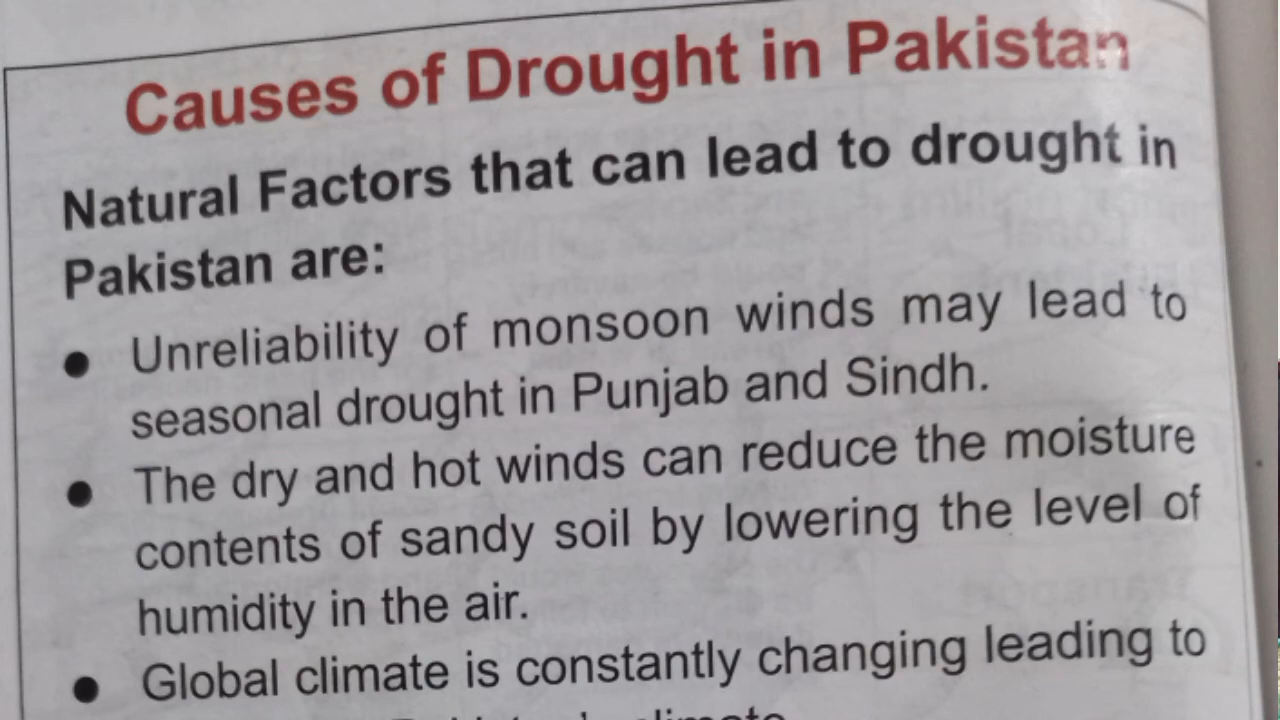 Causes of Drought in Pakistan
Natural Factors that can lead to drought in
Pakistan are:
● Unreliability of monsoon winds may lead to
seasonal drought in Punjab and Sindh.
● The dry and hot winds can reduce the moisture
contents of sandy soil by lowering the level of
humidity in the air.
● Global climate is constantly changing leading to
climate